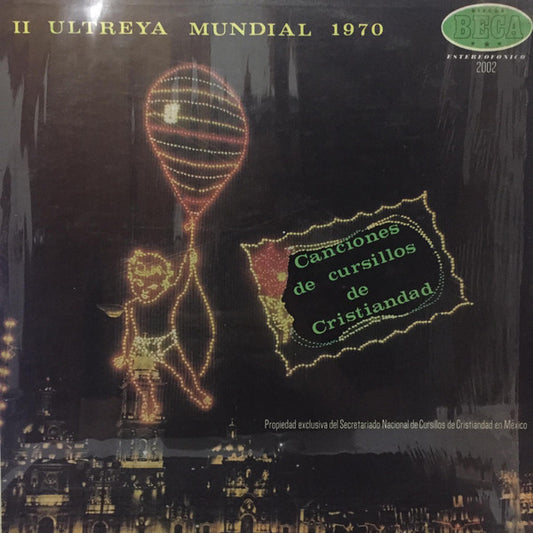 II ULTREYA MUNDIAL 1970
DISCOS
BECA
ESTEREOFONICO
2002
Canciones
de cursillos
de
Cristiandad
Propiedad exclusiva del Secretariado Nacional de Cursillos de Cristiandad en México